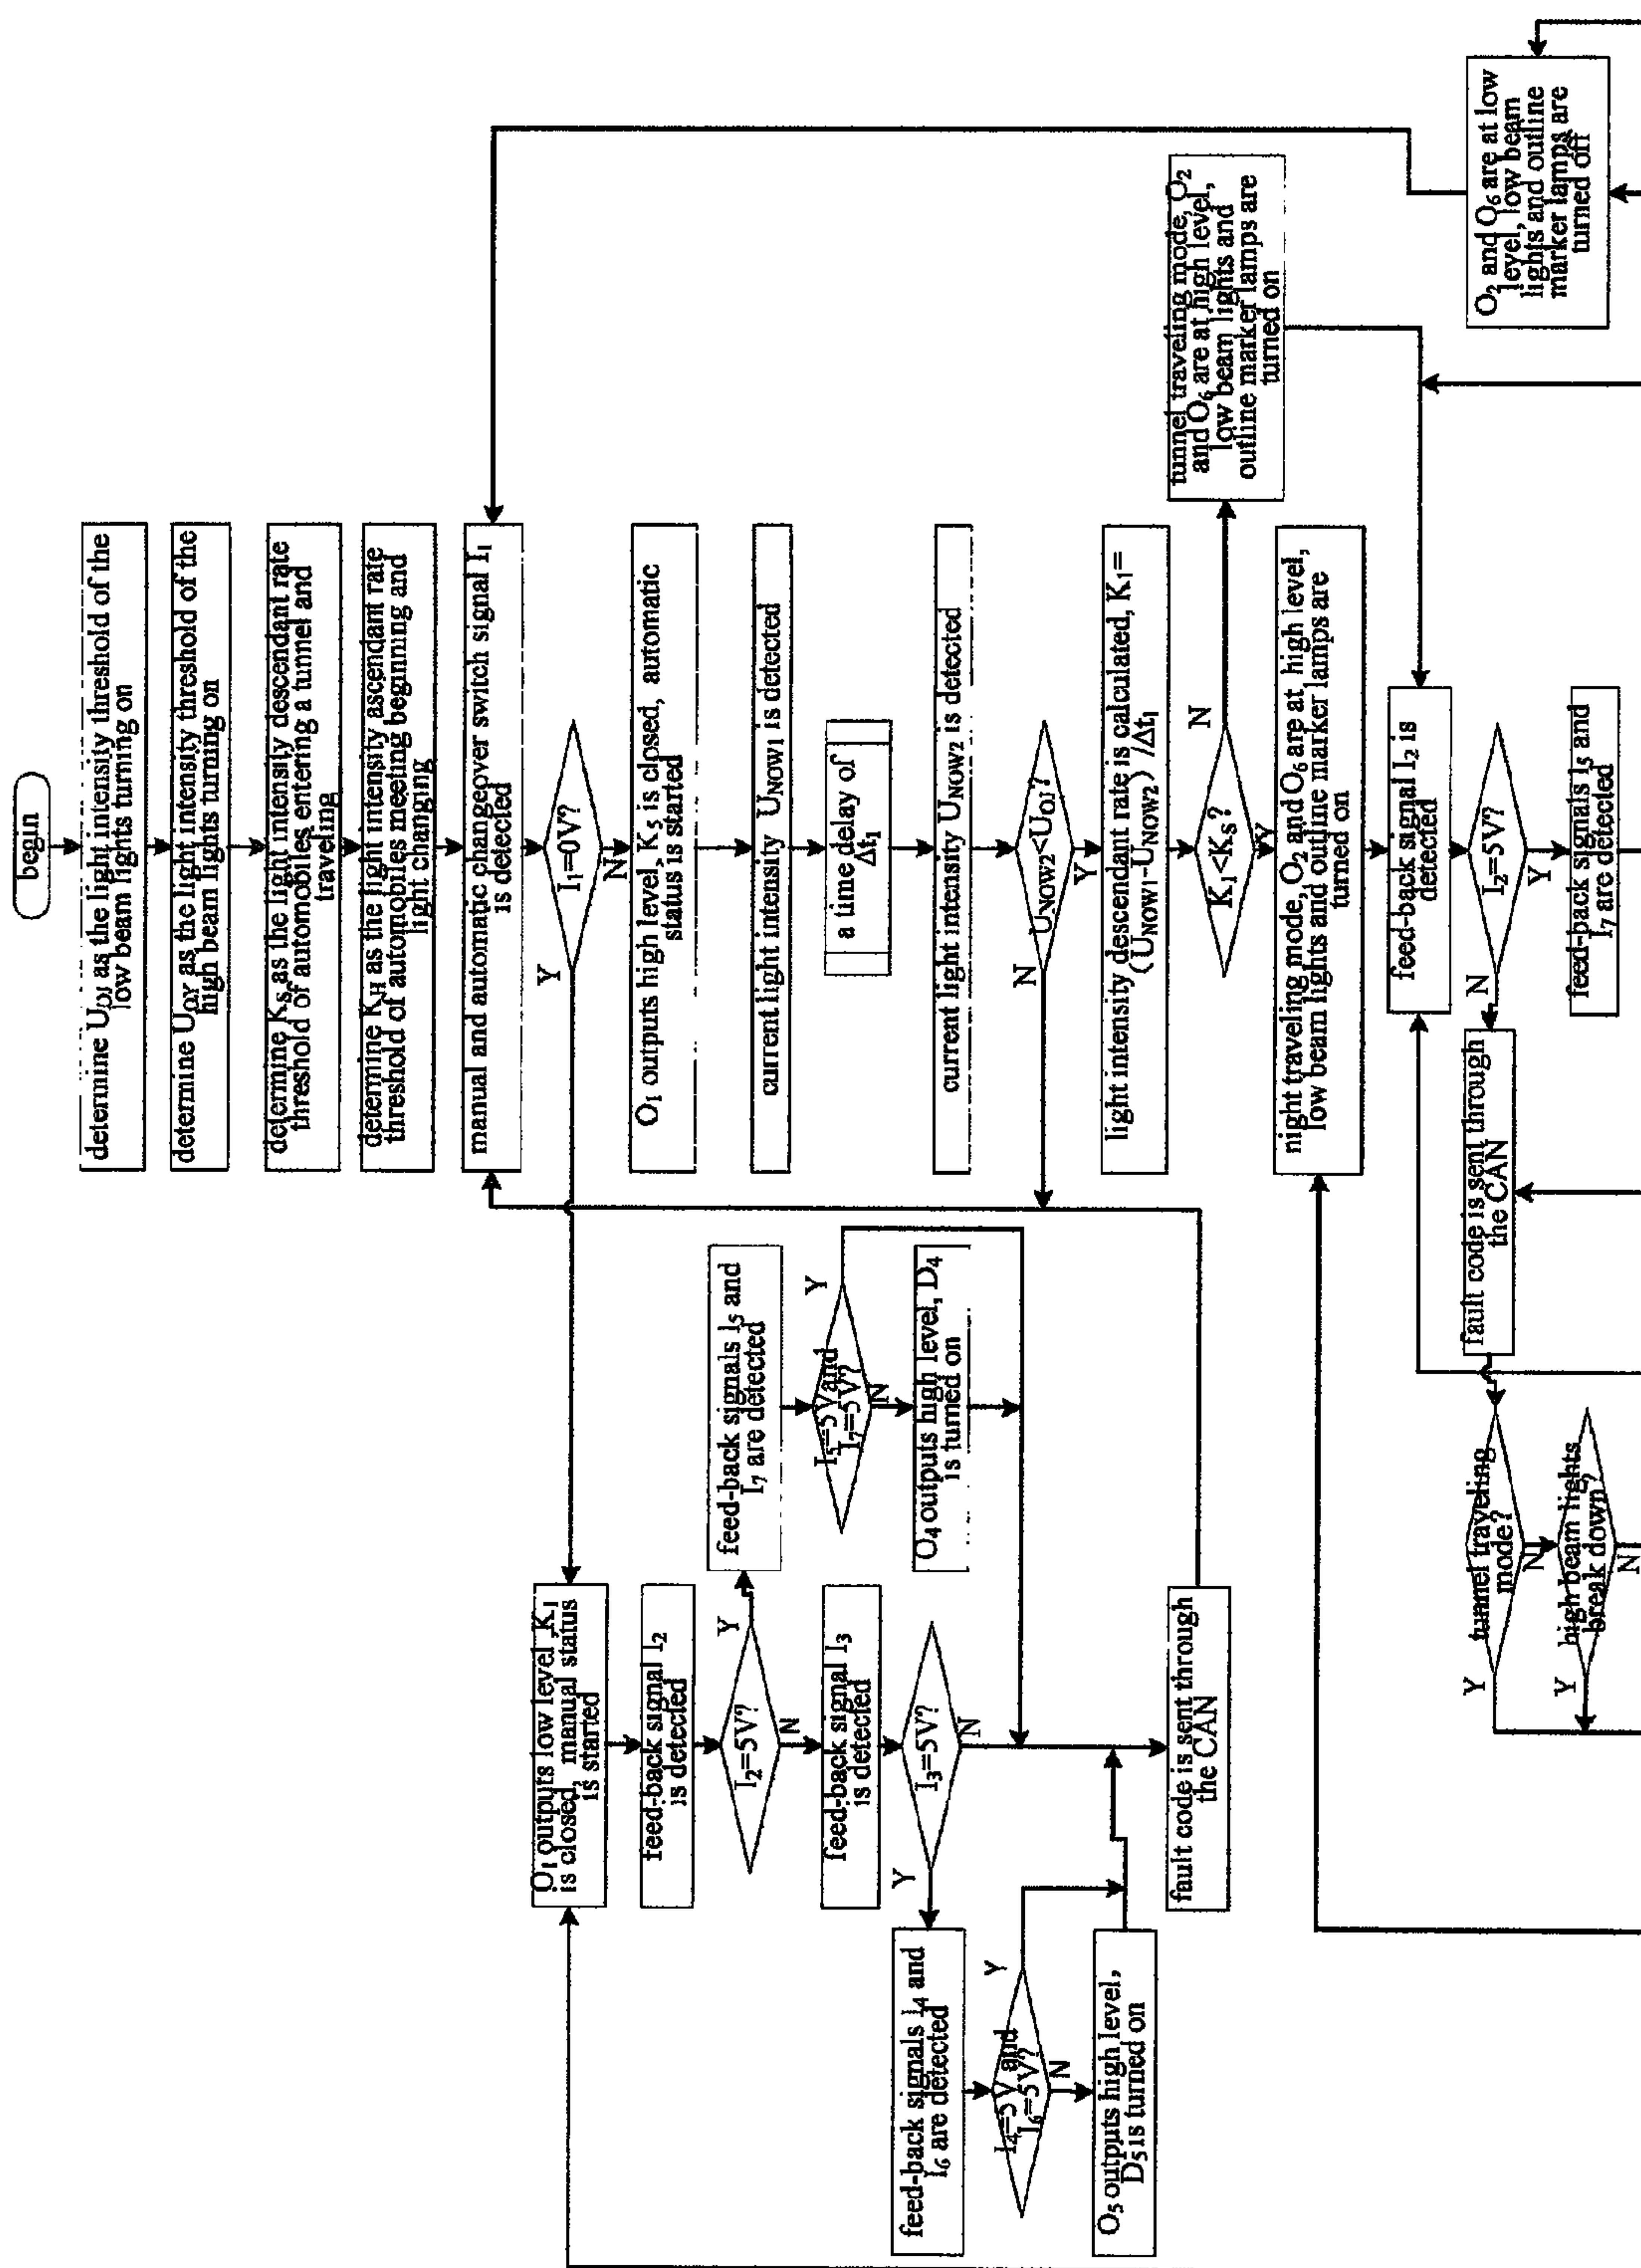 begin
determine UOJ as the light intensity threshold of the
low beam lights turning on
determine UOY as the light intensity threshold of the
high beam lights turning on
determine KS as the light intensity descendant rate
threshold of automobiles entering a tunnel and
traveling
determine KH as the light intensity ascendant rate
threshold of automobiles meeting beginning and
light changing
manual and automatic changeover switch signal I1
is detected
I1=0V?
Y
N
O1 outputs high level, K5 is closed, automatic
status is started
current light intensity UNOW1 is detected
a time delay of
Δt1
current light intensity UNOW2 is detected
UNOW2<UOJ?
N
Y
light intensity descendant rate is calculated, K1=
(UNOW1-UNOW2) /Δt1
K1<KS?
N
Y
tunnel traveling mode, O2
and O6 are at high level,
low beam lights and
outline marker lamps are
turned on
night traveling mode, O2 and O6 are at high level,
low beam lights and outline marker lamps are
turned on
feed-back signal I2 is
detected
I2=5V?
N
Y
feed-back signals I5 and
I7 are detected
fault code is sent through
the CAN
tunnel traveling
mode?
Y
N
high beam lights
break down?
Y
N
O2 and O6 are at low
level, low beam
lights and outline
marker lamps are
turned off
O1 outputs low level ,K1
is closed, manual status
is started
feed-back signal I2
is detected
I2=5V?
Y
N
feed-back signals I5 and
I7 are detected
I5=5V and
I7=5V?
Y
N
O4 outputs high level, D4
is turned on
feed-back signal I3
is detected
I3=5V?
Y
N
feed-back signals I4 and
I6 are detected
I4=5V and
I6=5V?
Y
N
O5 outputs high level,
D5 is turned on
fault code is sent through
the CAN